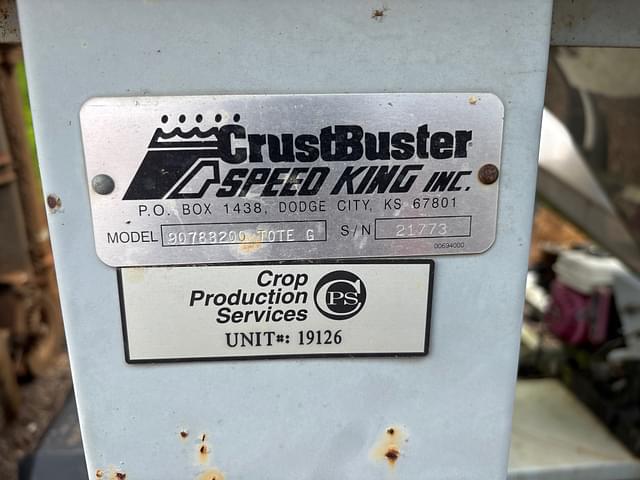 CrustBuster
SPEED KING INC.
P.O. BOX 1438, DODGE CITY, KS 67801
MODEL 90783200 TOTE G S/N 21773
00694000
Crop
Production
Services
CPS
UNIT#: 19126